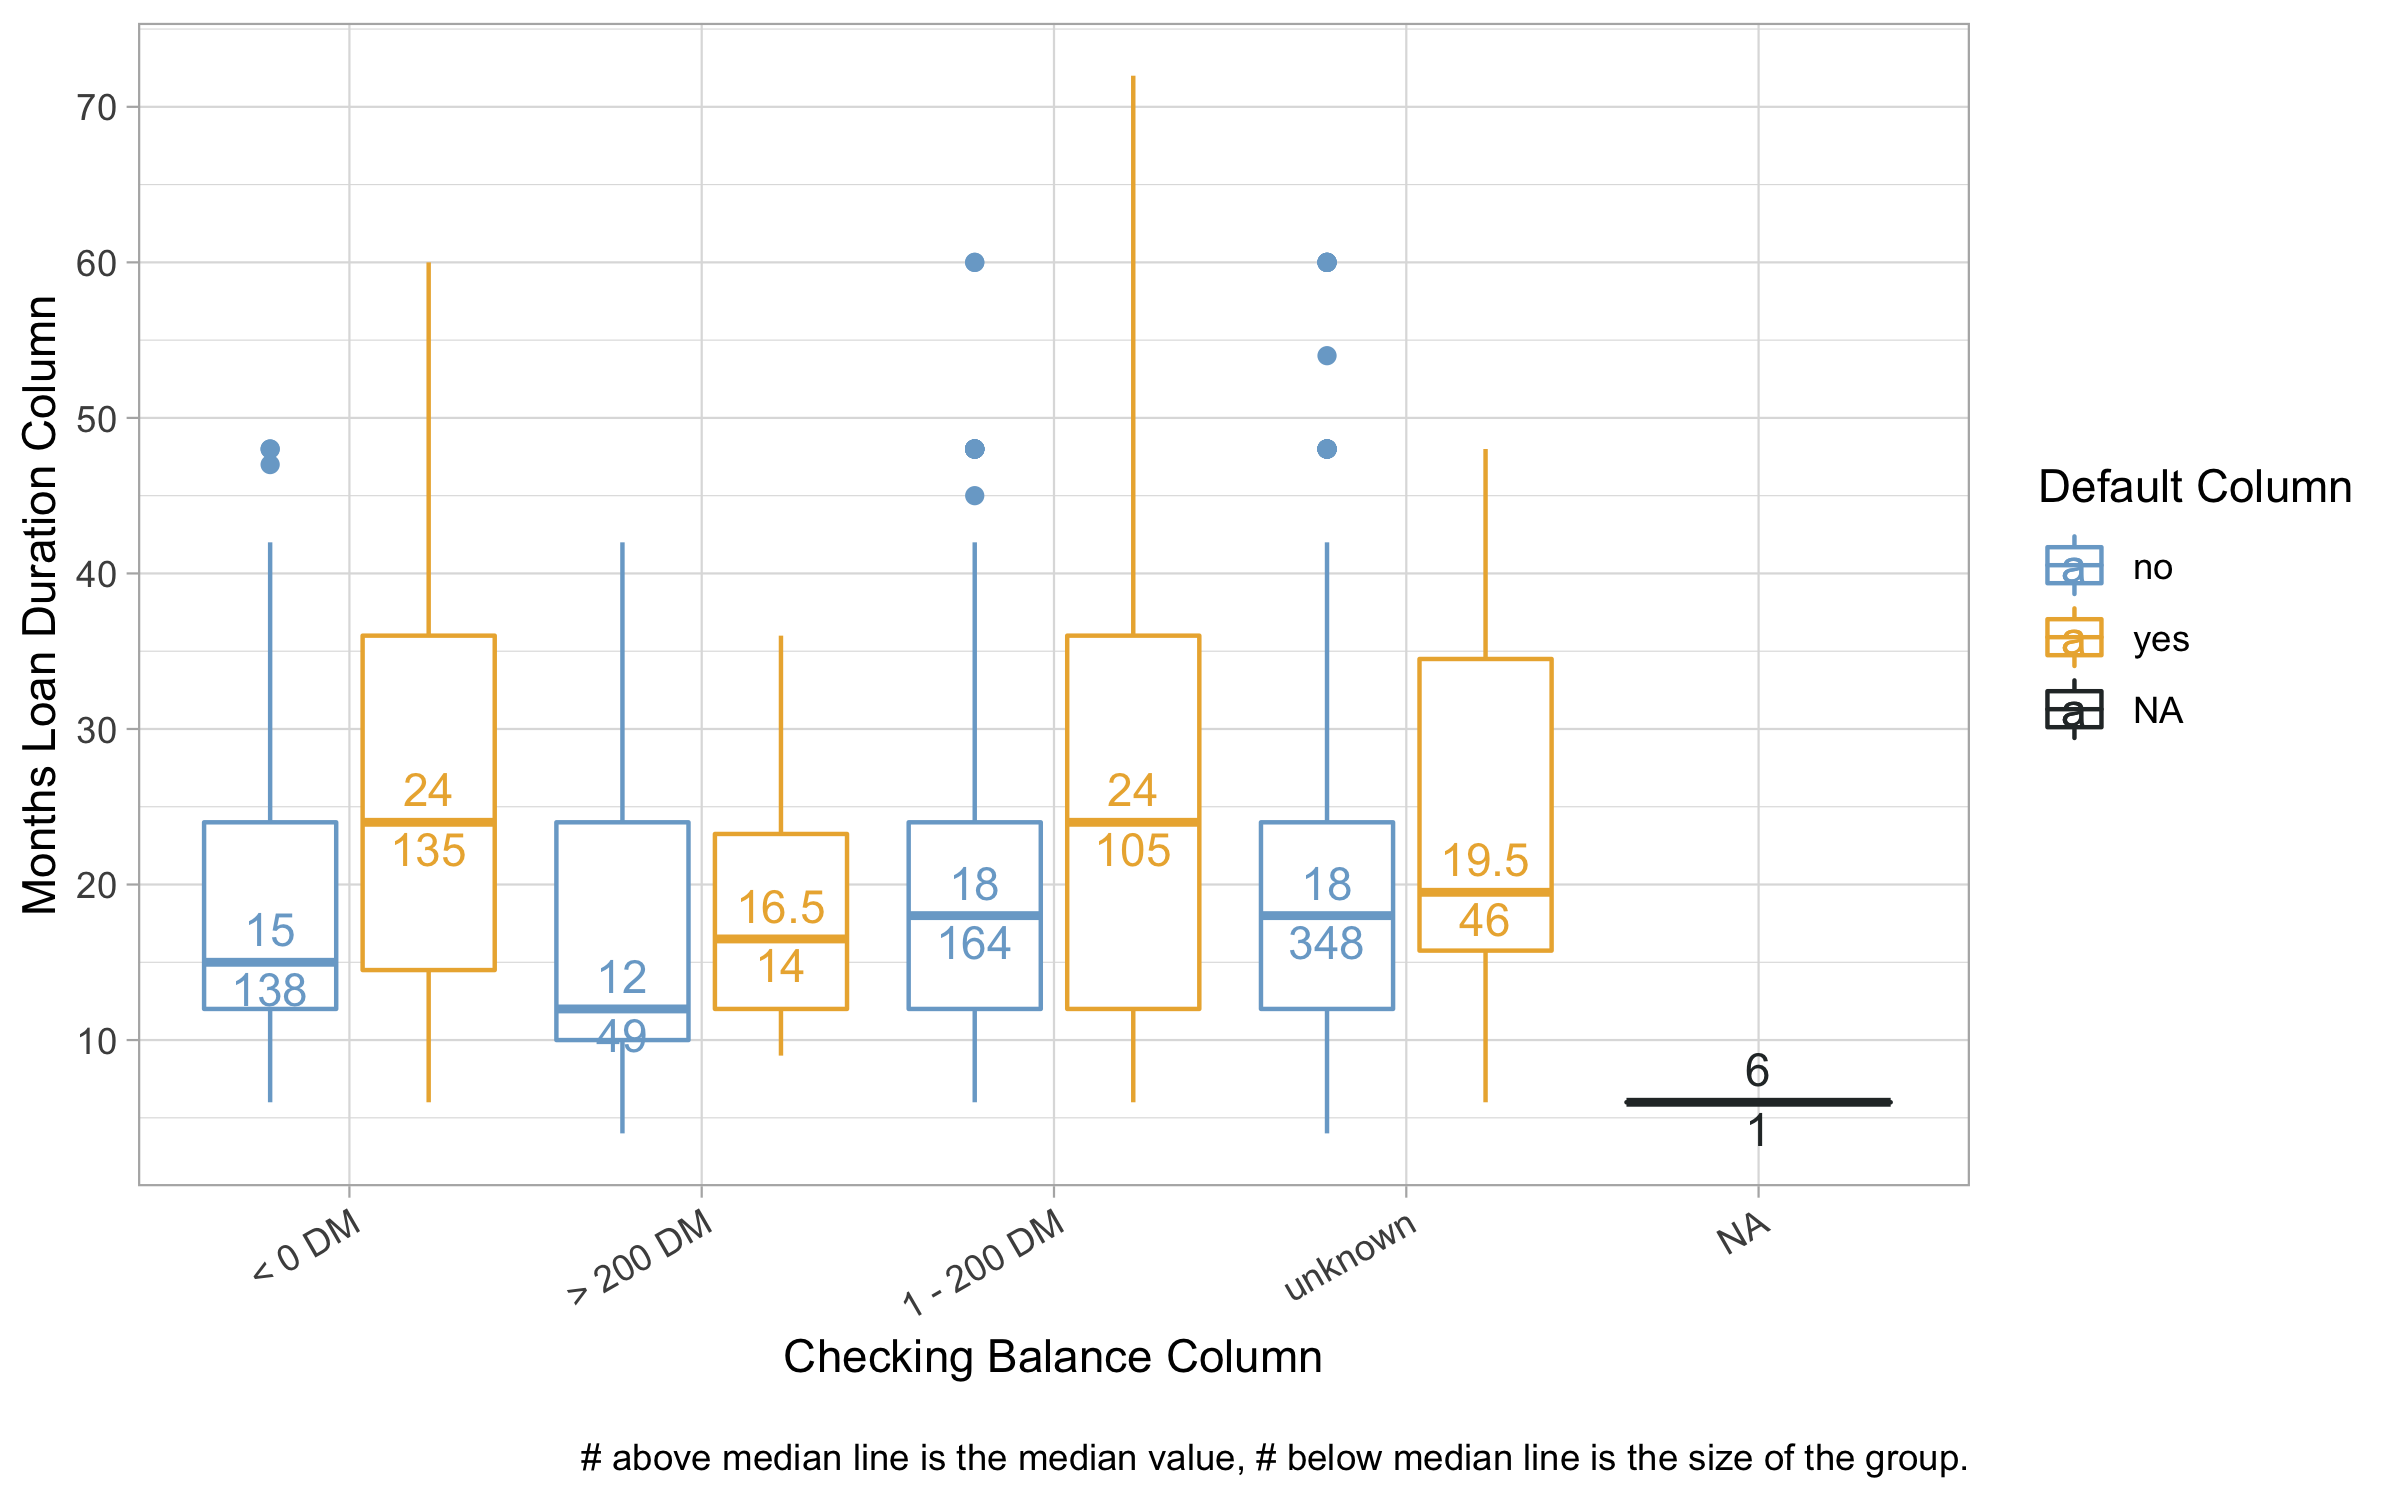 Months Loan Duration Column
70
60
50
40
30
20
10
15
138
24
135
12
49
16.5
14
18
164
24
105
18
348
19.5
46
6
1
< 0 DM
> 200 DM
1 - 200 DM
unknown
NA
Checking Balance Column
Default Column
a no
a yes
a NA
# above median line is the median value, # below median line is the size of the group.